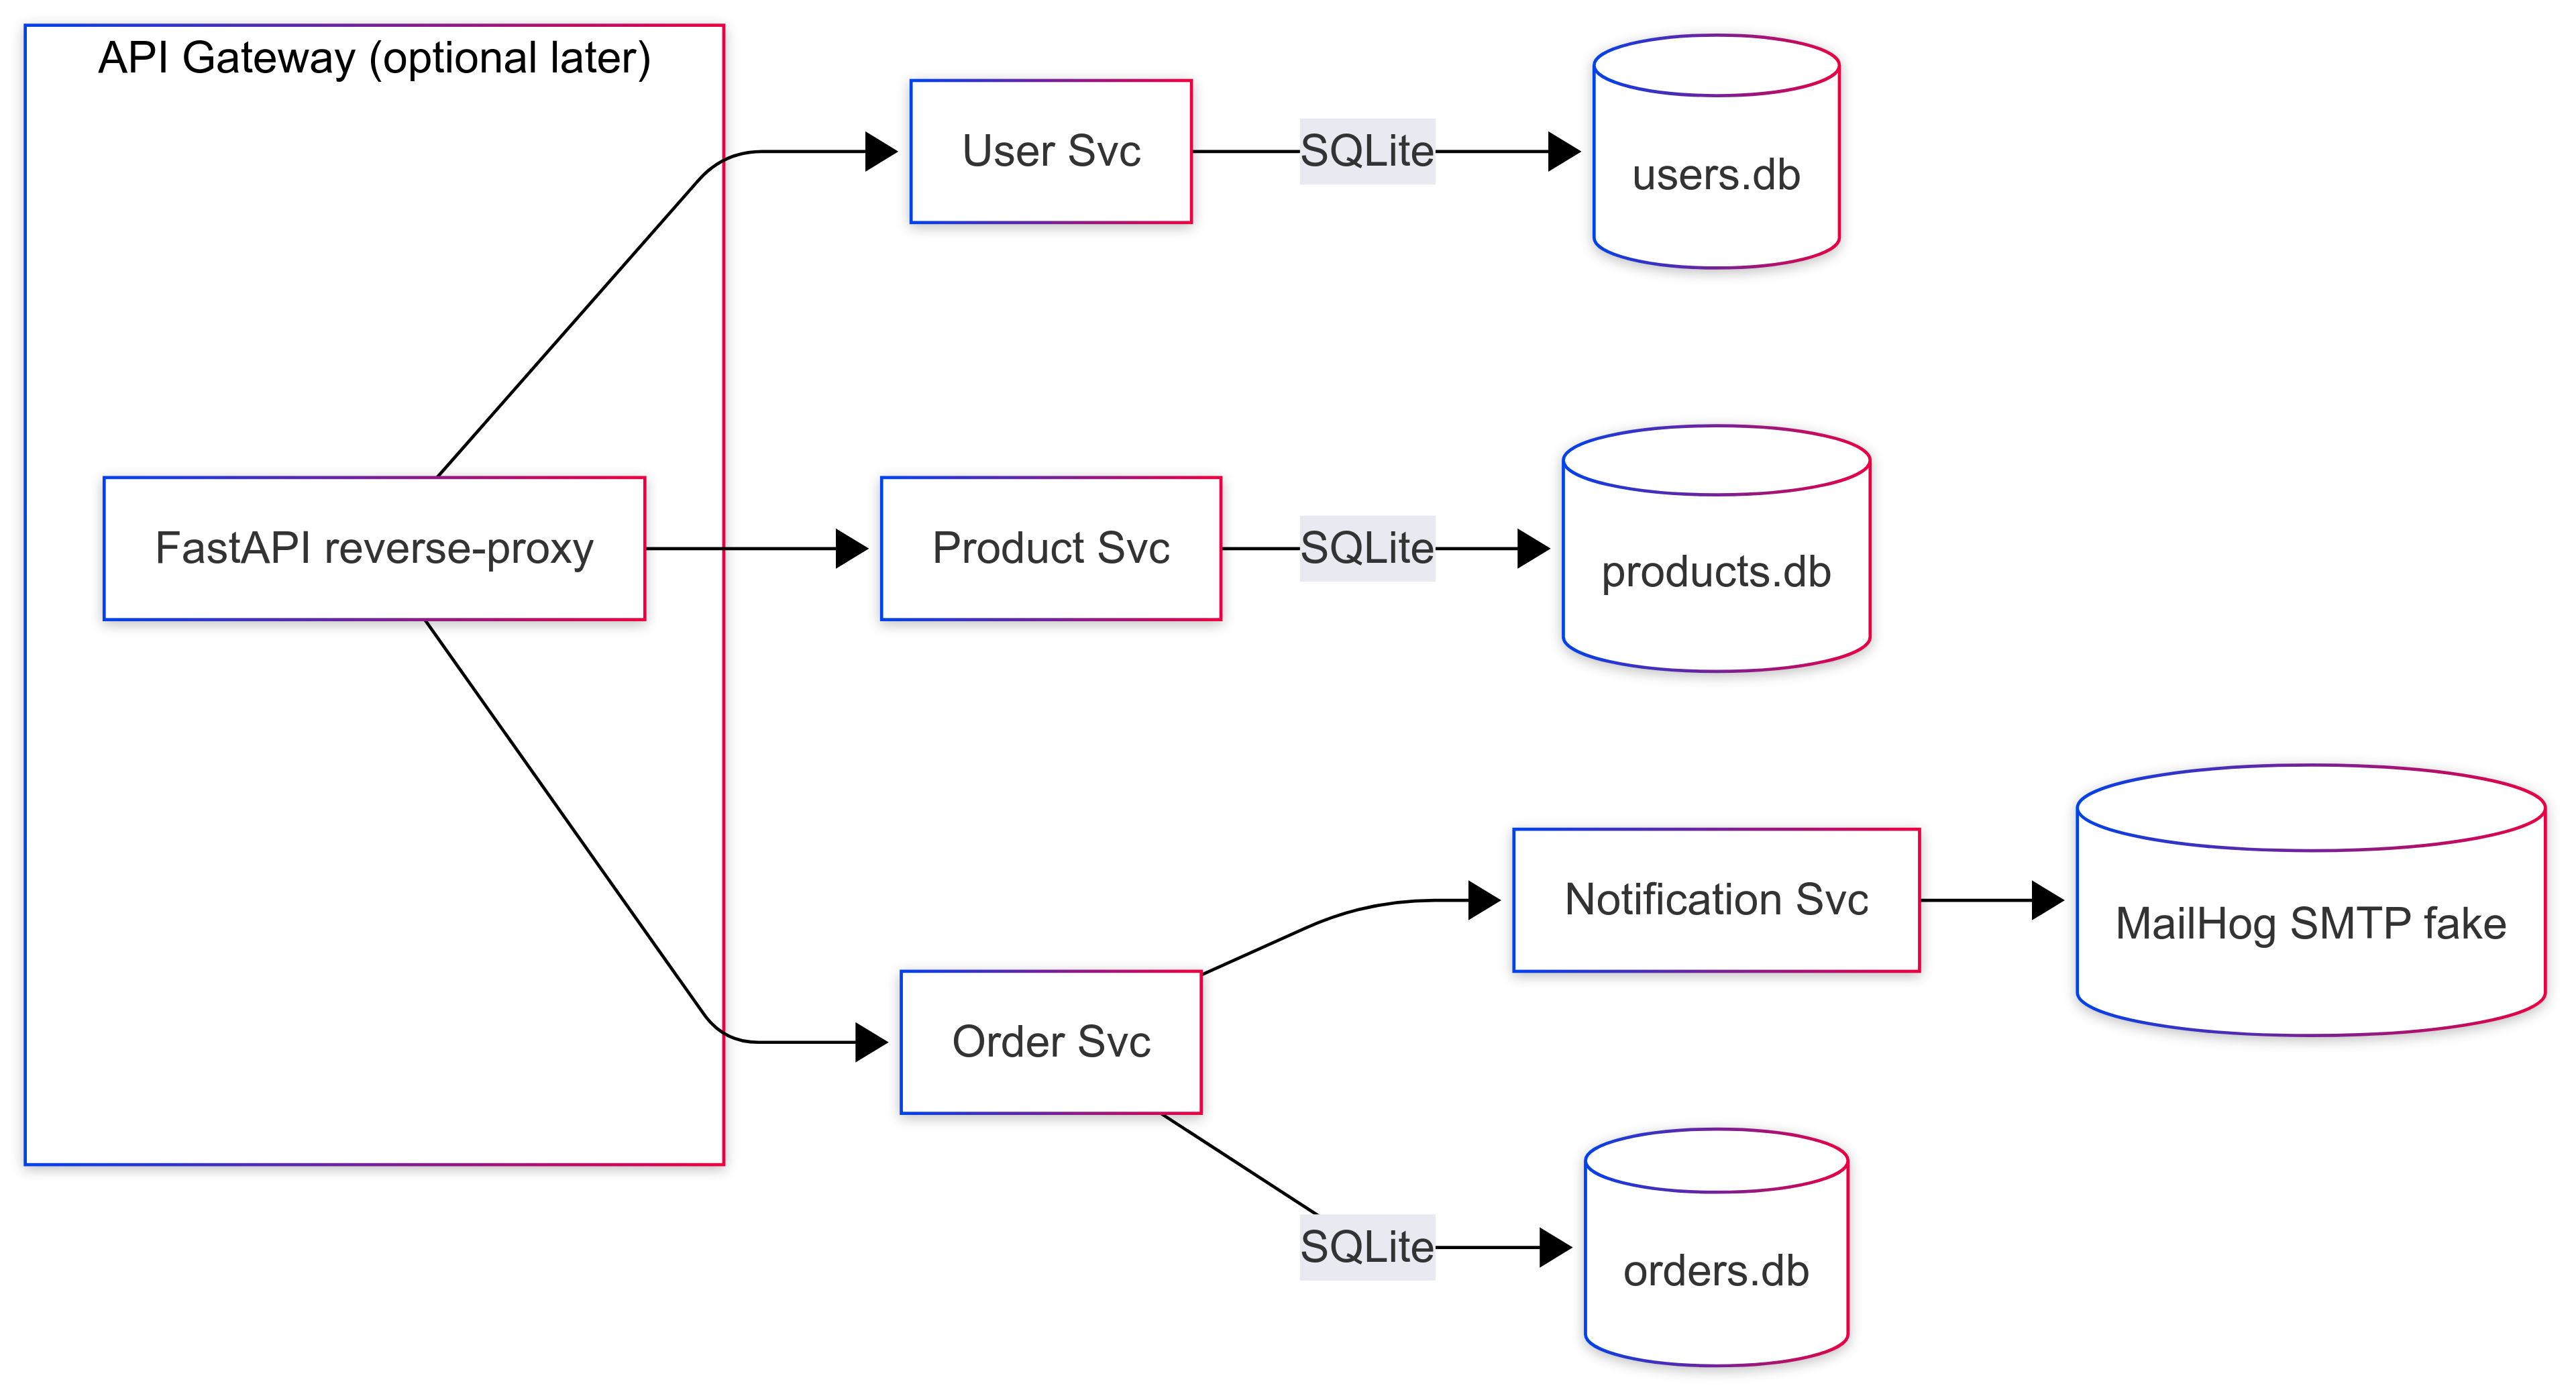 API Gateway (optional later)
User Svc
SQLite
users.db
FastAPI reverse-proxy
Product Svc
SQLite
products.db
Notification Svc
MailHog SMTP fake
Order Svc
SQLite
orders.db